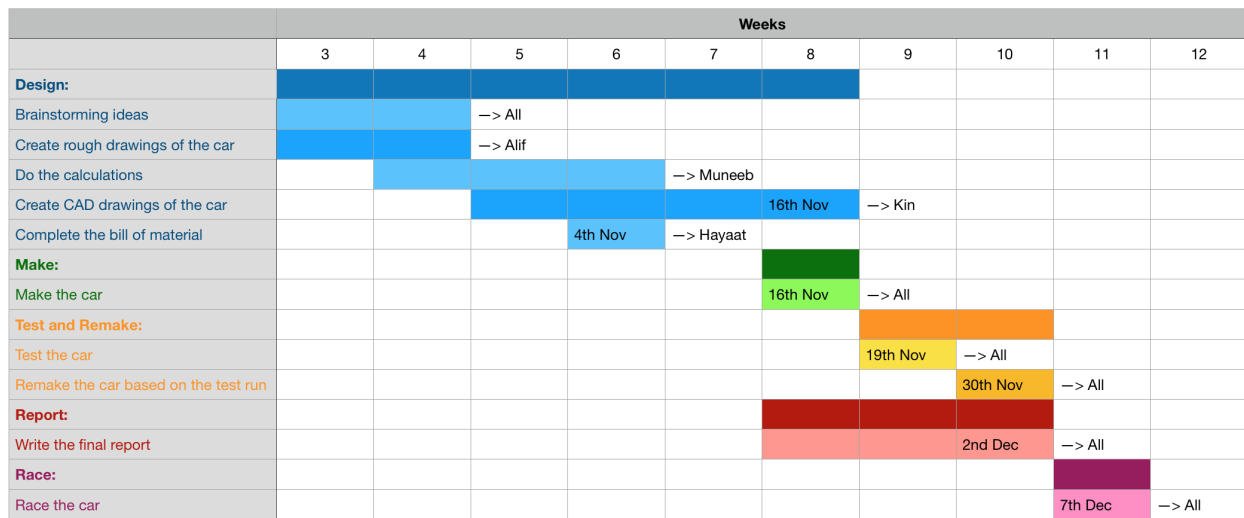 Weeks
3 4 5 6 7 8 9 10 11 12
Design:
Brainstorming ideas —> All
Create rough drawings of the car —> Alif
Do the calculations —> Muneeb
Create CAD drawings of the car 16th Nov —> Kin
Complete the bill of material 4th Nov —> Hayaat
Make:
Make the car 16th Nov —> All
Test and Remake:
Test the car 19th Nov —> All
Remake the car based on the test run 30th Nov —> All
Report:
Write the final report 2nd Dec —> All
Race:
Race the car 7th Dec —> All